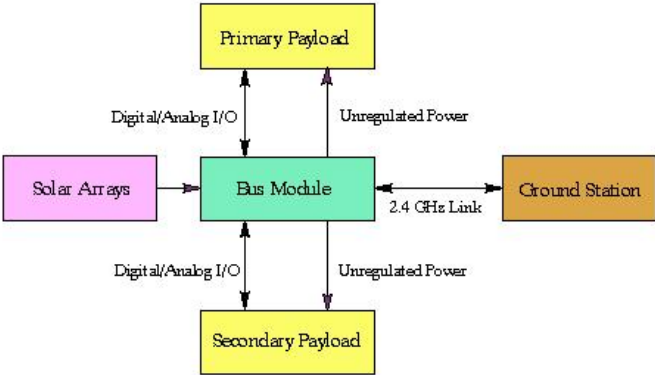 Primary Payload
Digital/Analog I/O
Unregulated Power
Solar Arrays
Bus Module
Ground Station
2.4 GHz Link
Digital/Analog I/O
Unregulated Power
Secondary Payload